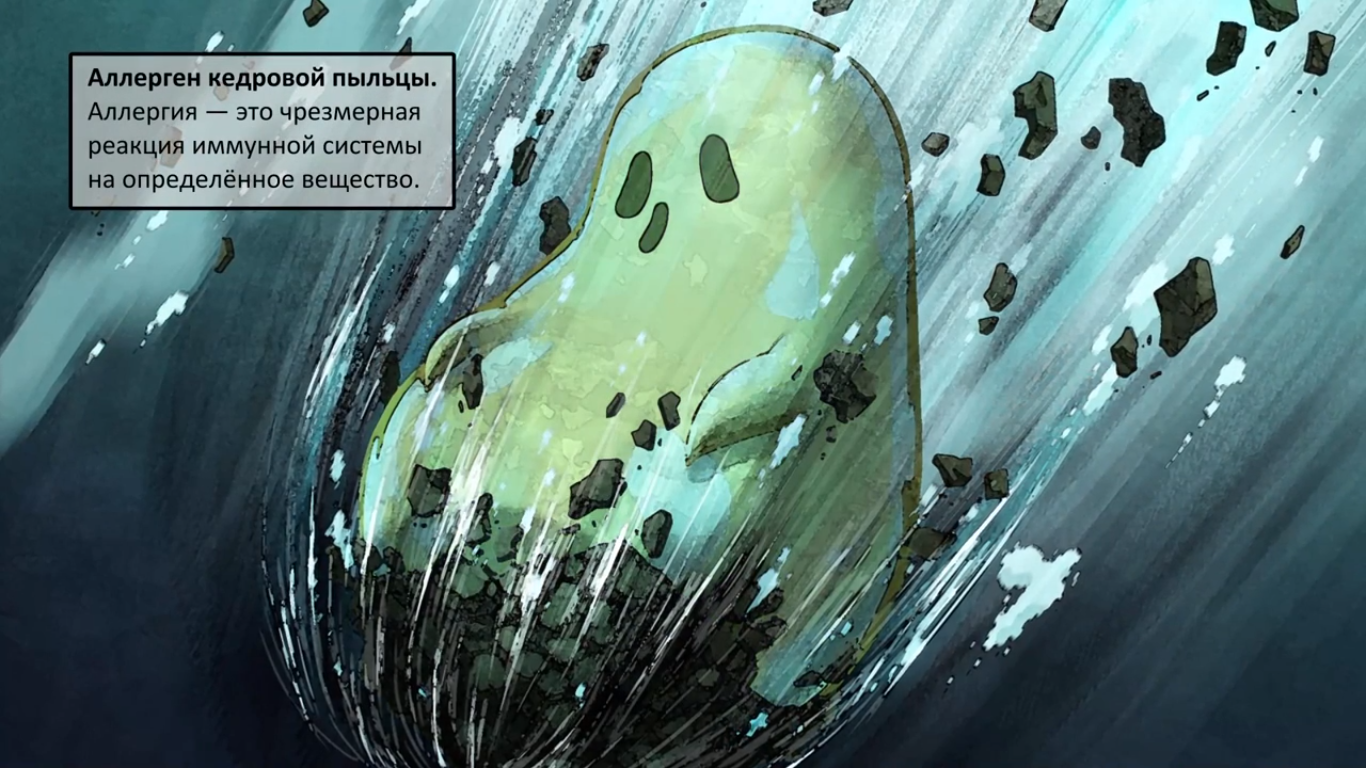 Аллерген кедровой пыльцы.
Аллергия — это чрезмерная
реакция иммунной системы
на определённое вещество.